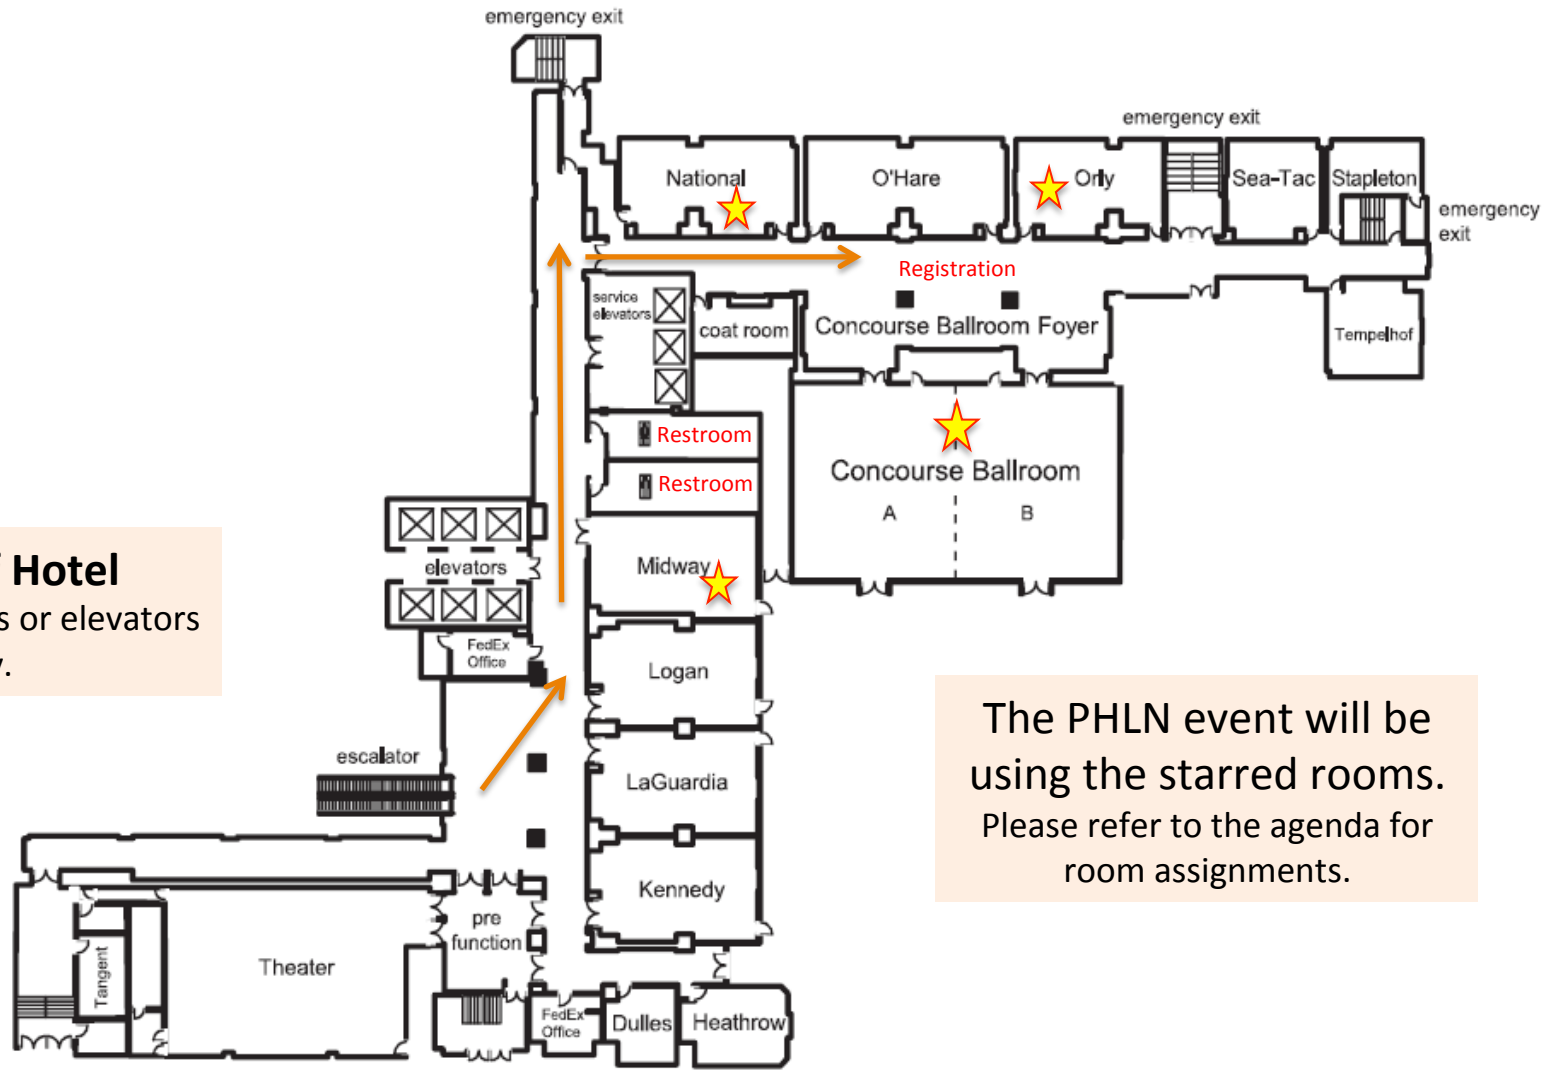 emergency exit
emergency exit
National
O'Hare
Orly
Sea-Tac
Stapleton
emergency
exit
Registration
service
elevators
coat room
Concourse Ballroom Foyer
Tempelhof
Restroom
Concourse Ballroom
Restroom
A
B
Hotel
s or elevators
.
elevators
Midway
FedEx
Office
Logan
The PHLN event will be
using the starred rooms.
Please refer to the agenda for
room assignments.
escalator
LaGuardia
Kennedy
pre
function
Theater
Tangent
FedEx
Office
Dulles
Heathrow